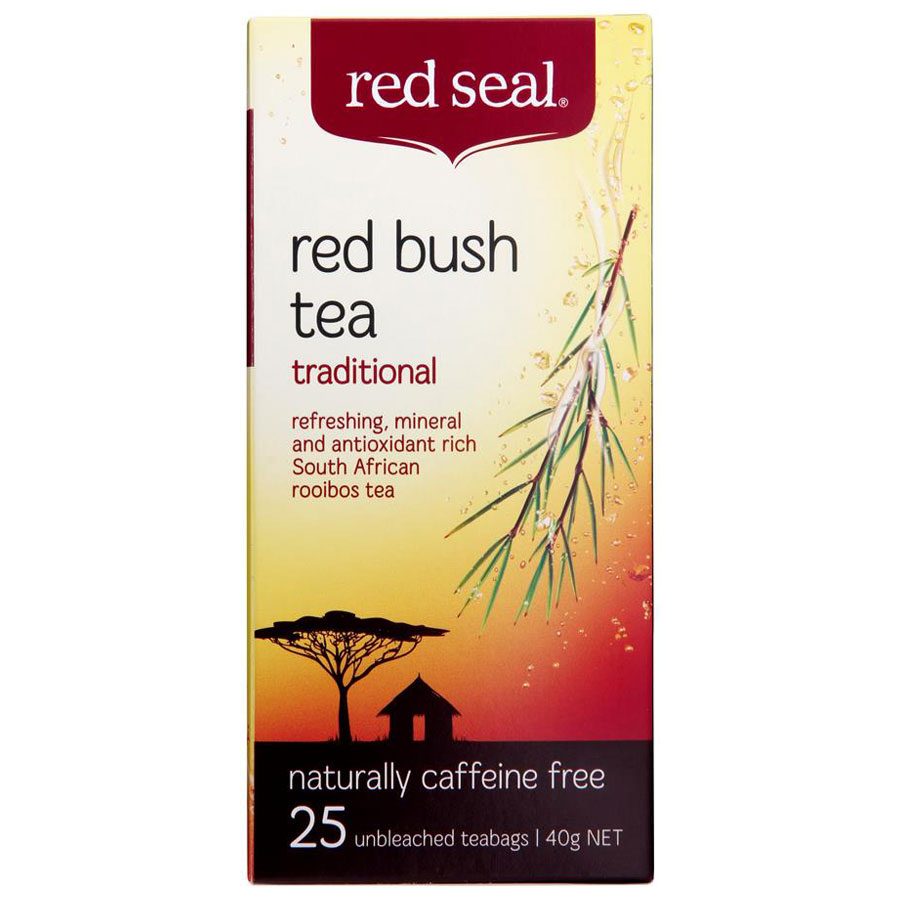 red seal®
red bush
tea
traditional
refreshing, mineral
and antioxidant rich
South African
rooibos tea
naturally caffeine free
25 unbleached teabags | 40g NET